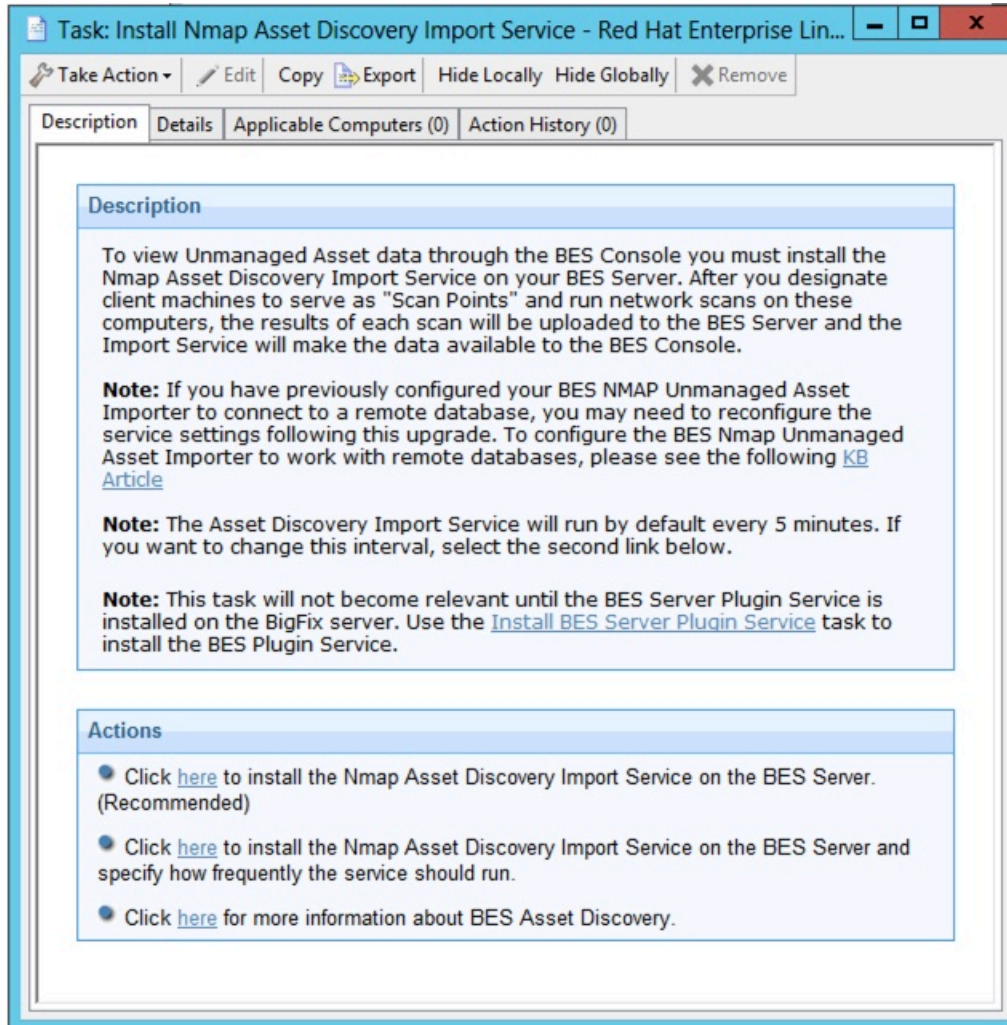 Task: Install Nmap Asset Discovery Import Service - Red Hat Enterprise Lin...
Take Action Edit Copy Export Hide Locally Hide Globally Remove
Description Details Applicable Computers (0) Action History (0)
Description
To view Unmanaged Asset data through the BES Console you must install the
Nmap Asset Discovery Import Service on your BES Server. After you designate
client machines to serve as "Scan Points" and run network scans on these
computers, the results of each scan will be uploaded to the BES Server and the
Import Service will make the data available to the BES Console.
Note: If you have previously configured your BES NMAP Unmanaged Asset
Importer to connect to a remote database, you may need to reconfigure the
service settings following this upgrade. To configure the BES Nmap Unmanaged
Asset Importer to work with remote databases, please see the following KB
Article
Note: The Asset Discovery Import Service will run by default every 5 minutes. If
you want to change this interval, select the second link below.
Note: This task will not become relevant until the BES Server Plugin Service is
installed on the BigFix server. Use the Install BES Server Plugin Service task to
install the BES Plugin Service.
Actions
Click here to install the Nmap Asset Discovery Import Service on the BES Server.
(Recommended)
Click here to install the Nmap Asset Discovery Import Service on the BES Server and
specify how frequently the service should run.
Click here for more information about BES Asset Discovery.